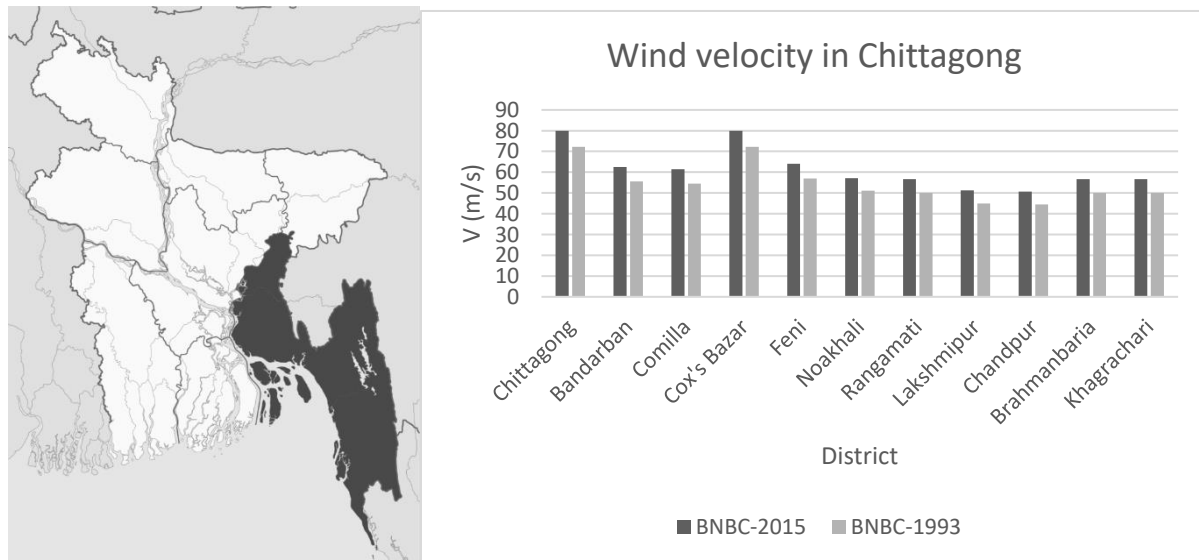 Wind velocity in Chittagong
90
80
70
60
50
40
30
20
10
0
V (m/s)
Chittagong
Bandarban
Comilla
Cox's Bazar
Feni
Noakhali
Rangamati
Lakshmipur
Chandpur
Brahmanbaria
Khagrachari
District
BNBC-2015 BNBC-1993